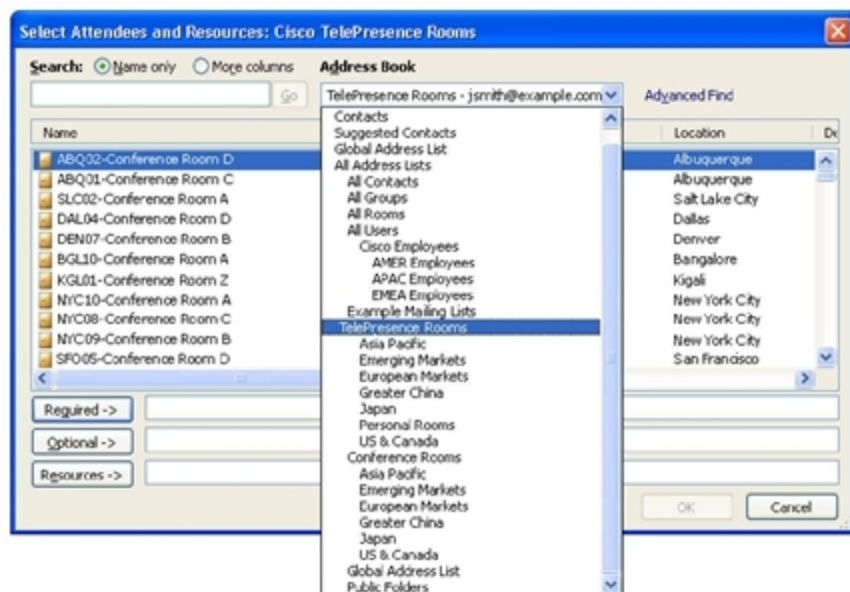 Select Attendees and Resources: Cisco TelePresence Rooms
Search: Name only More columns Address Book
Go TelePresence Rooms - jsmith@example.com Advanced Find
Name Location De
ABQ02-Conference Room D Albuquerque
ABQ01-Conference Room C Albuquerque
SLC02-Conference Room A Salt Lake City
DAL04-Conference Room D Dallas
DEN07-Conference Room B Denver
BGL10-Conference Room A Bangalore
KGL01-Conference Room Z Kigali
NYC10-Conference Room A New York City
NYC08-Conference Room C New York City
NYC09-Conference Room B New York City
SFO05-Conference Room D San Francisco
Contacts
Suggested Contacts
Global Address List
All Address Lists
All Contacts
All Groups
All Rooms
All Users
Cisco Employees
AMER Employees
APAC Employees
EMEA Employees
Example Mailing Lists
TelePresence Rooms
Asia Pacific
Emerging Markets
European Markets
Greater China
Japan
Personal Rooms
US & Canada
Conference Rooms
Asia Pacific
Emerging Markets
European Markets
Greater China
Japan
US & Canada
Global Address List
Public Folders
Required ->
Optional ->
Resources ->
OK Cancel